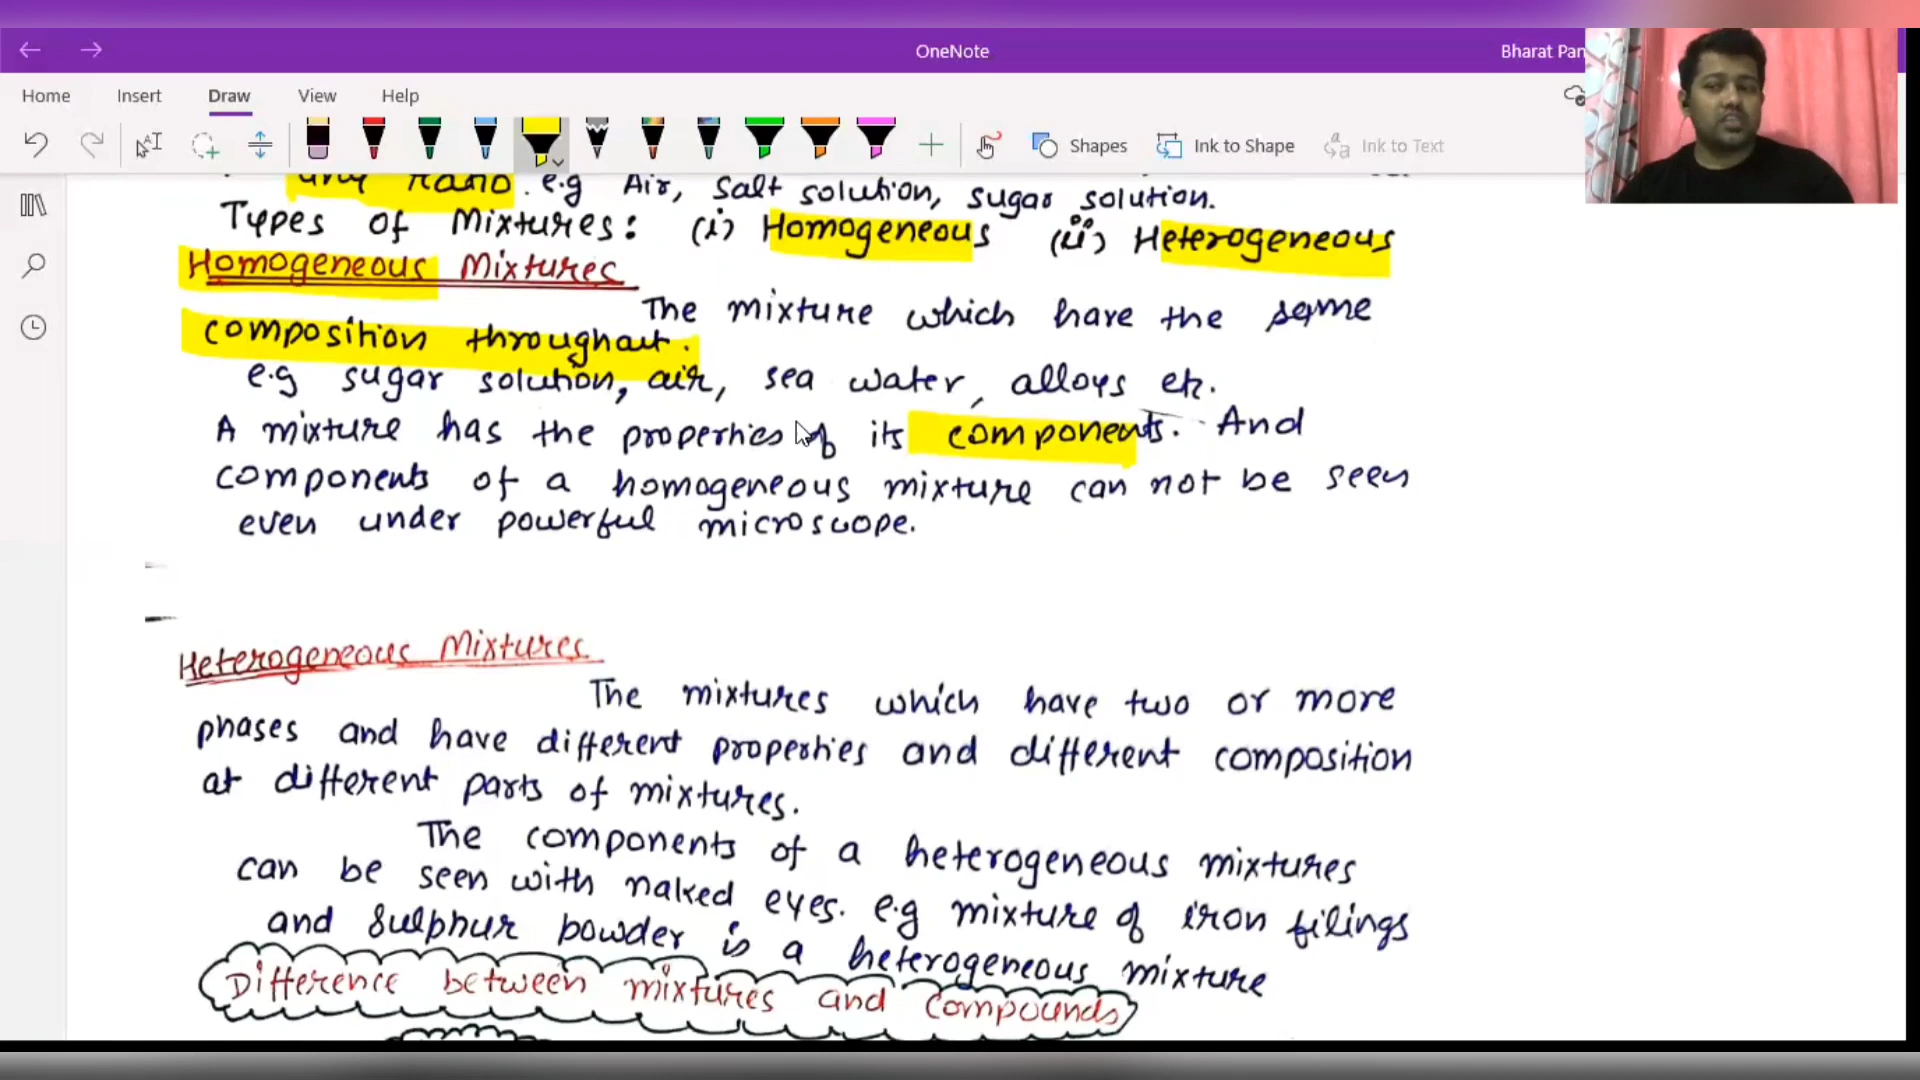 OneNote
Bharat Pan
Home Insert Draw View Help
Shapes Ink to Shape Ink to Text
any ratio. e.g Air, salt solution, sugar solution.
Types of Mixtures: (i) Homogeneous (ii) Heterogeneous
Homogeneous Mixtures
The mixture which have the same
composition throughout.
e.g sugar solution, air, sea water, alloys etc.
A mixture has the properties of its components. And
components of a homogeneous mixture can not be seen
even under powerful microscope.
Heterogeneous Mixtures
The mixtures which have two or more
phases and have different properties and different composition
at different parts of mixtures.
The components of a heterogeneous mixtures
can be seen with naked eyes. e.g mixture of iron filings
and sulphur powder is a heterogeneous mixture
Difference between mixtures and compounds